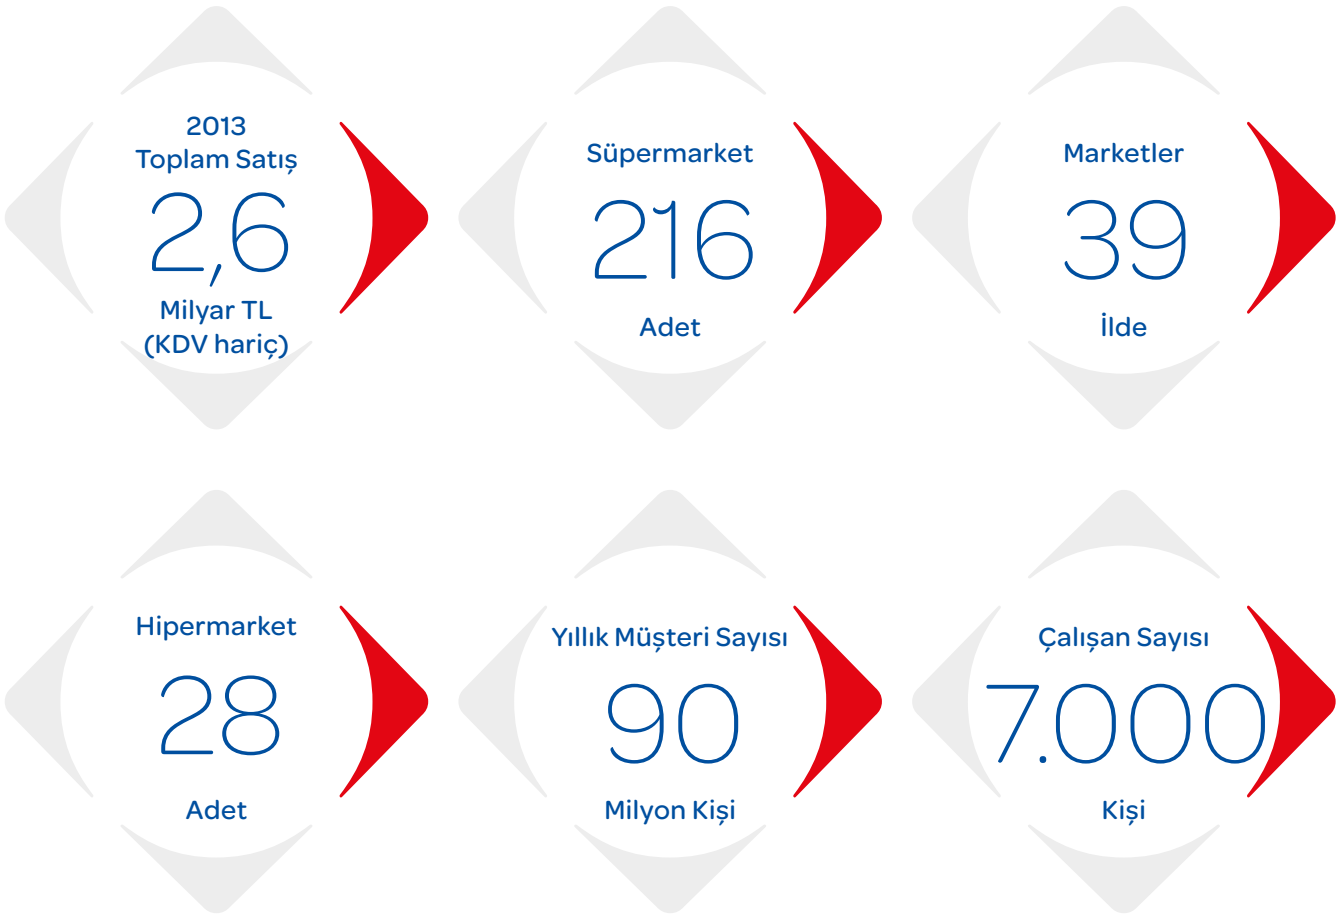 2013
Toplam Satış
2,6
Milyar TL
(KDV hariç)
Süpermarket
216
Adet
Marketler
39
İlde
Hipermarket
28
Adet
Yıllık Müşteri Sayısı
90
Milyon Kişi
Çalışan Sayısı
7.000
Kişi